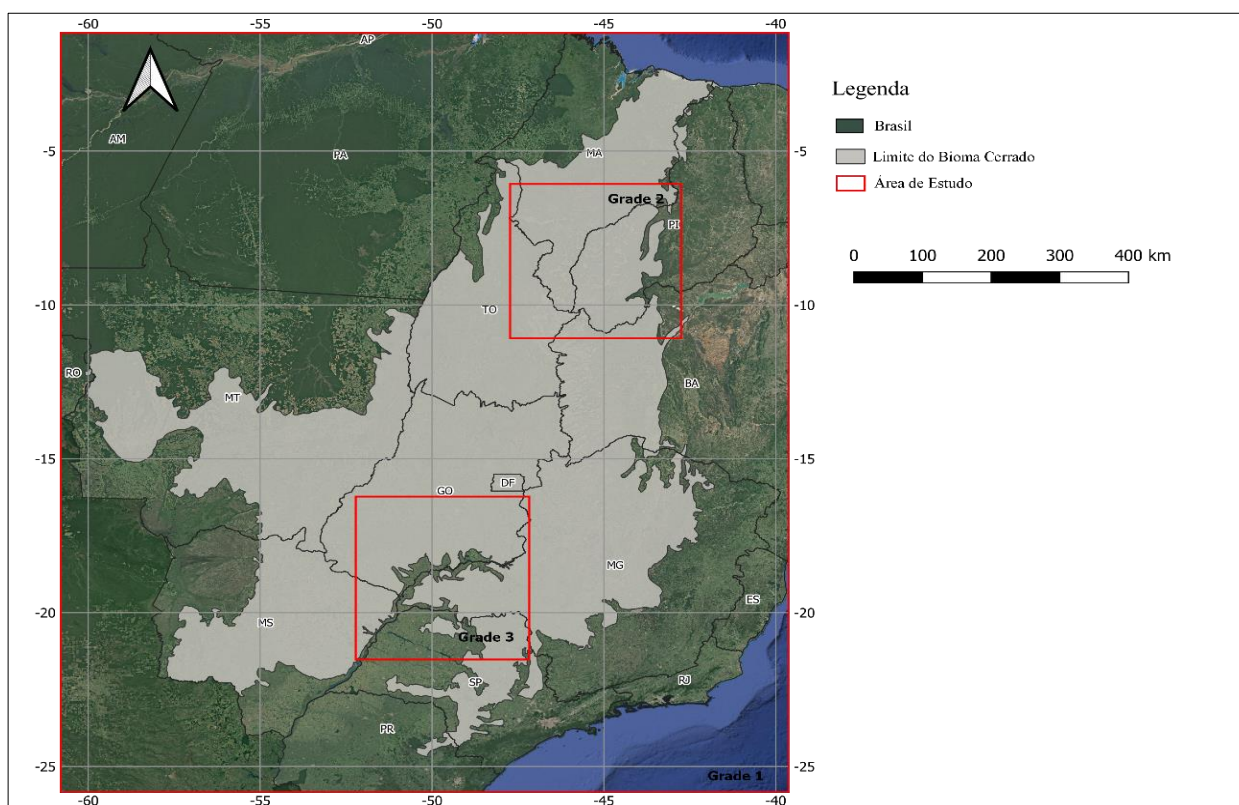 -60 -55 -50 -45 -40
AP
AM
PA
-5 MA -5
Grade 2
PI
-10 TO -10
RO
MT
BA
-15 -15
DF
GO
MG
ES
-20 -20
MS
Grade 3
SP
RJ
PR
-25 Grade 1 -25
-60 -55 -50 -45 -40
Legenda
Brasil
Limite do Bioma Cerrado
Área de Estudo
0 100 200 300 400 km